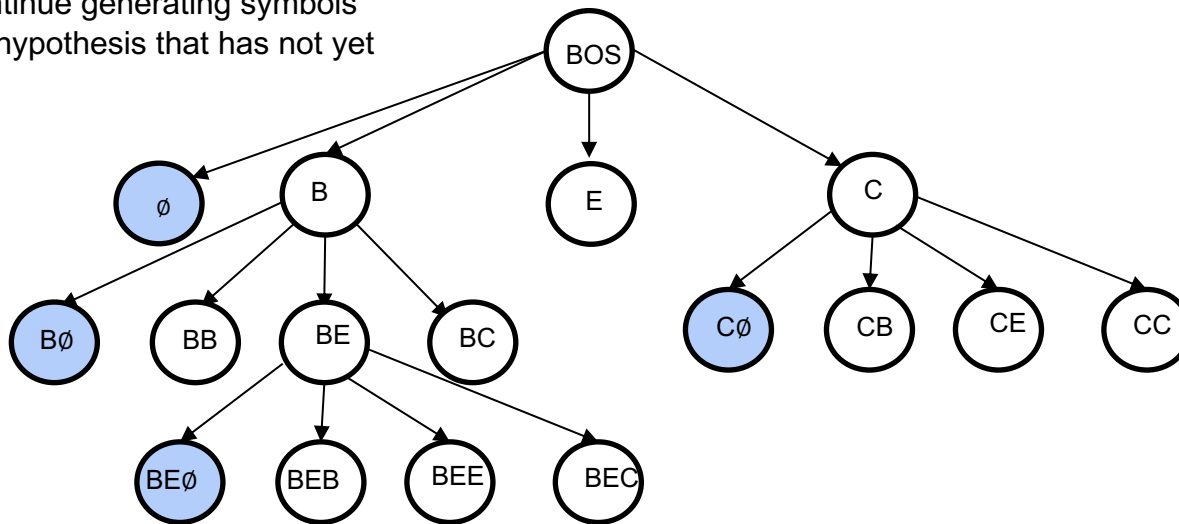 ntinue generating symbols
hypothesis that has not yet
BOS
ø
B
E
C
Bø
BB
BE
BC
Cø
CB
CE
CC
BEø
BEB
BEE
BEC